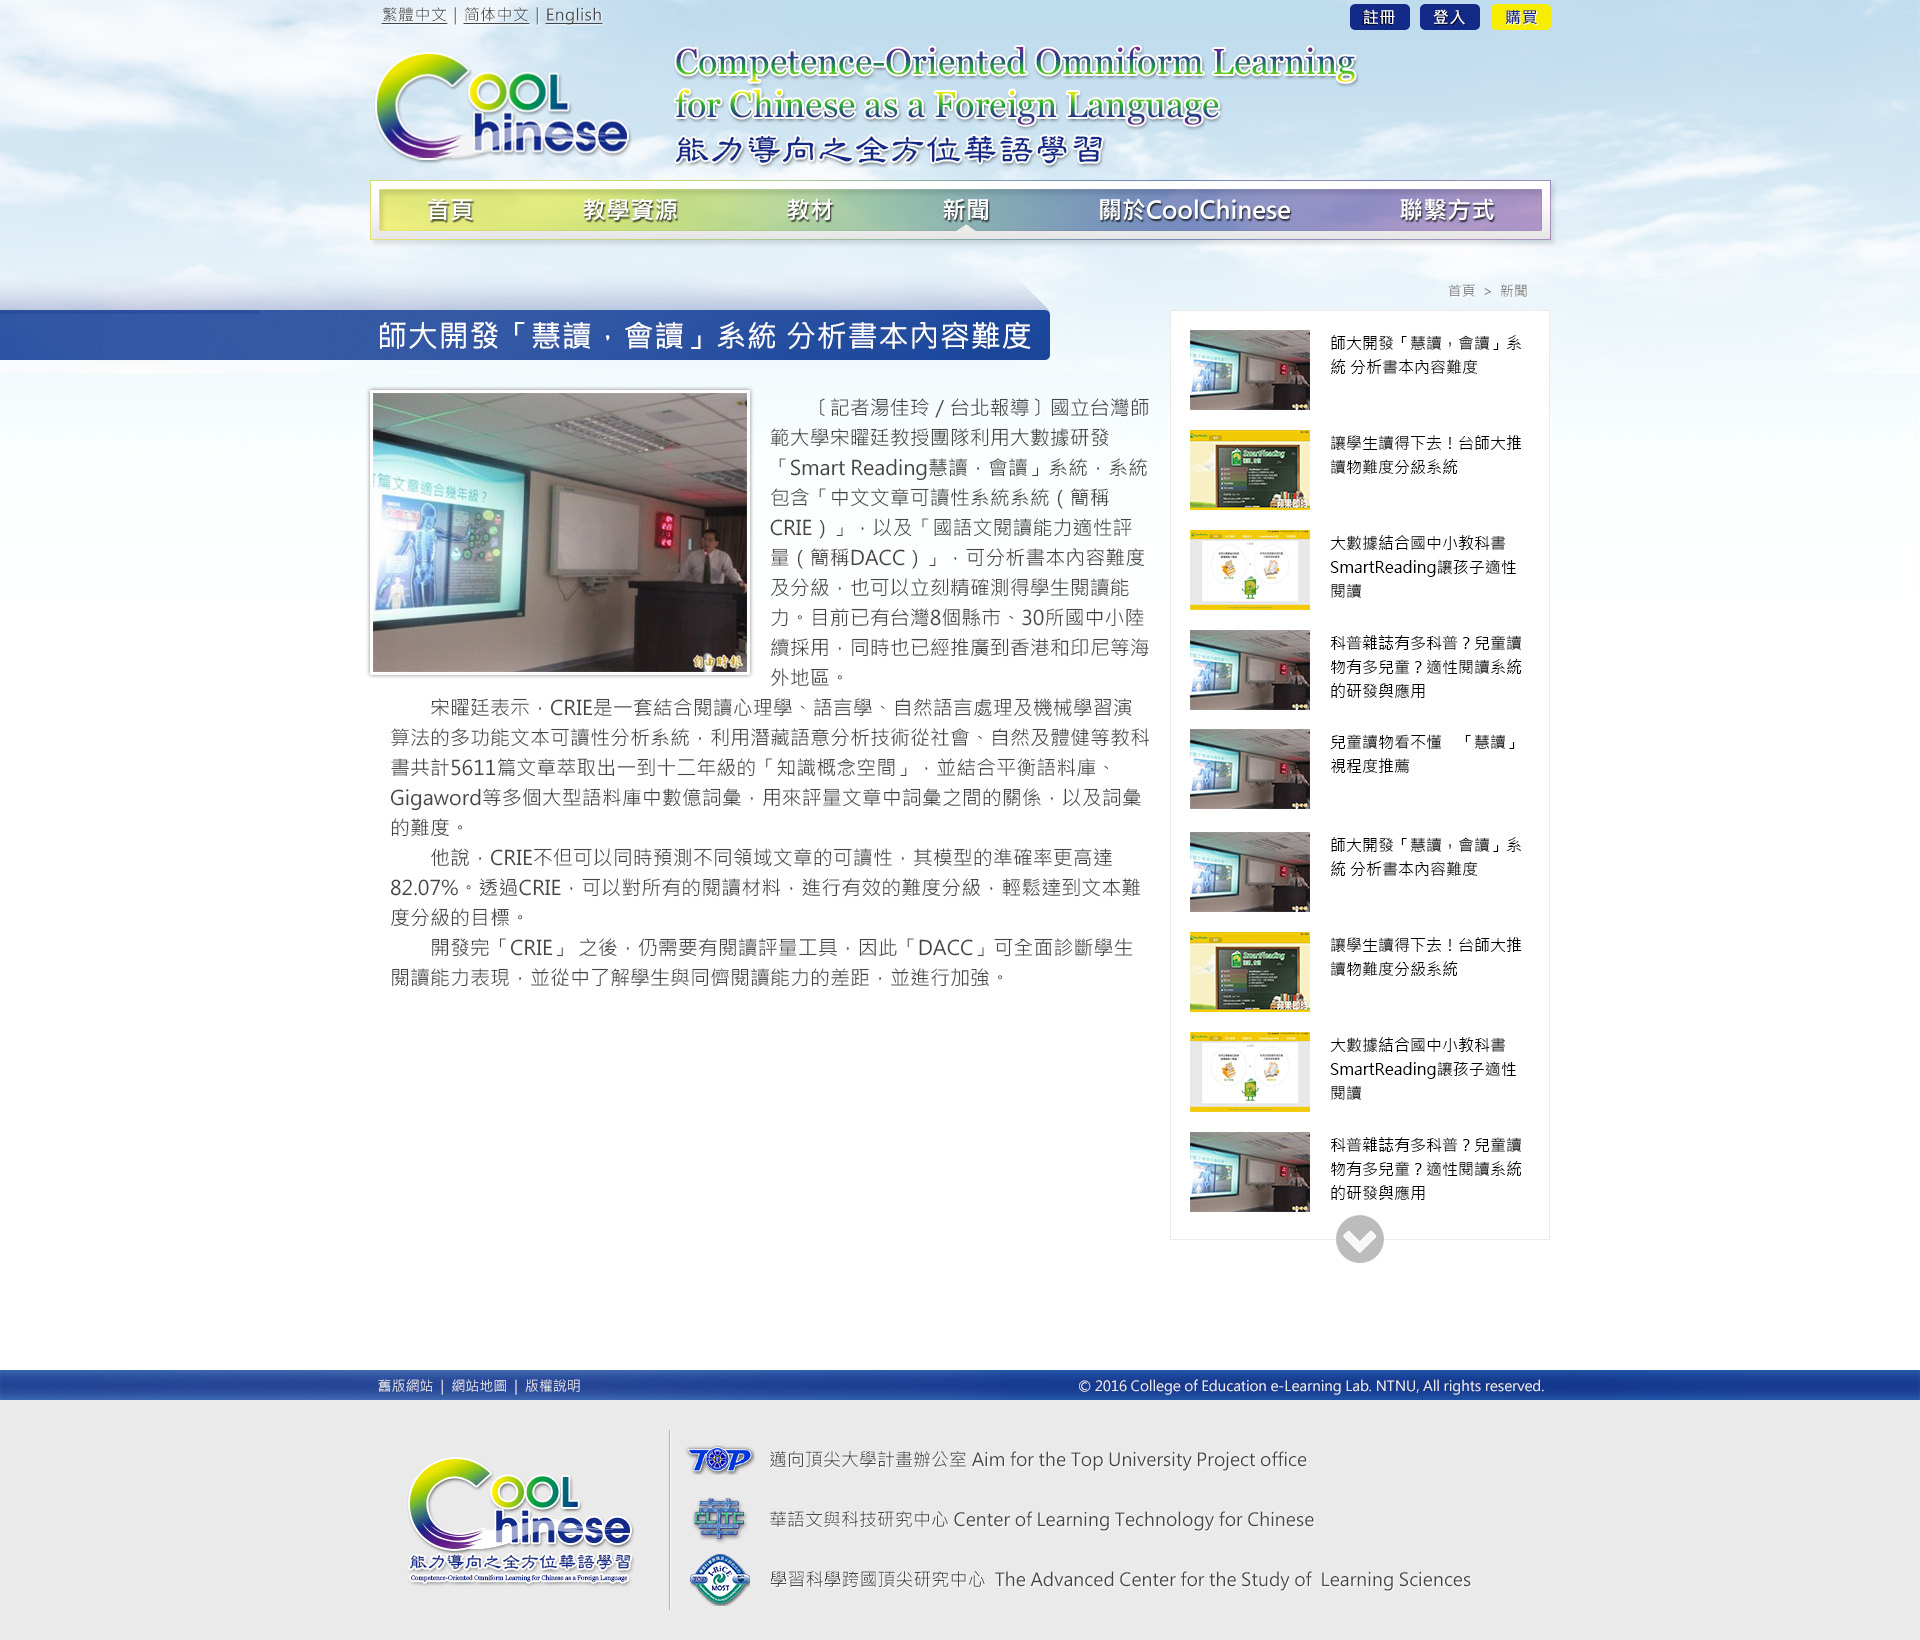 繁體中文 | 简体中文 | English
註冊 登入 購買
COOL Chinese
Competence-Oriented Omniform Learning
for Chinese as a Foreign Language
能力導向之全方位華語學習
首頁 教學資源 教材 新聞 關於CoolChinese 聯繫方式
首頁 > 新聞
師大開發「慧讀，會讀」系統 分析書本內容難度
篇文章適合幾年級？
自由時報
〔記者湯佳玲／台北報導〕國立台灣師
範大學宋曜廷教授團隊利用大數據研發
「Smart Reading慧讀，會讀」系統，系統
包含「中文文章可讀性系統系統（簡稱
CRIE）」，以及「國語文閱讀能力適性評
量（簡稱DACC）」，可分析書本內容難度
及分級，也可以立刻精確測得學生閱讀能
力。目前已有台灣8個縣市、30所國中小陸
續採用，同時也已經推廣到香港和印尼等海
外地區。
宋曜廷表示，CRIE是一套結合閱讀心理學、語言學、自然語言處理及機械學習演
算法的多功能文本可讀性分析系統，利用潛藏語意分析技術從社會、自然及體健等教科
書共計5611篇文章萃取出一到十二年級的「知識概念空間」，並結合平衡語料庫、
Gigaword等多個大型語料庫中數億詞彙，用來評量文章中詞彙之間的關係，以及詞彙
的難度。
他說，CRIE不但可以同時預測不同領域文章的可讀性，其模型的準確率更高達
82.07%。透過CRIE，可以對所有的閱讀材料，進行有效的難度分級，輕鬆達到文本難
度分級的目標。
開發完「CRIE」 之後，仍需要有閱讀評量工具，因此「DACC」可全面診斷學生
閱讀能力表現，並從中了解學生與同儕閱讀能力的差距，並進行加強。
師大開發「慧讀，會讀」系
統 分析書本內容難度
SmartReading
讓學生讀得下去！台師大推
讀物難度分級系統
大數據結合國中小教科書
SmartReading讓孩子適性
閱讀
科普雜誌有多科普？兒童讀
物有多兒童？適性閱讀系統
的研發與應用
兒童讀物看不懂 「慧讀」
視程度推薦
師大開發「慧讀，會讀」系
統 分析書本內容難度
SmartReading
讓學生讀得下去！台師大推
讀物難度分級系統
大數據結合國中小教科書
SmartReading讓孩子適性
閱讀
科普雜誌有多科普？兒童讀
物有多兒童？適性閱讀系統
的研發與應用
舊版網站 | 網站地圖 | 版權說明
© 2016 College of Education e-Learning Lab. NTNU, All rights reserved.
COOL Chinese
能力導向之全方位華語學習
Competence-Oriented Omniform Learning for Chinese as a Foreign Language
TOP 邁向頂尖大學計畫辦公室 Aim for the Top University Project office
CLTC 華語文與科技研究中心 Center of Learning Technology for Chinese
MOST 學習科學跨國頂尖研究中心 The Advanced Center for the Study of Learning Sciences